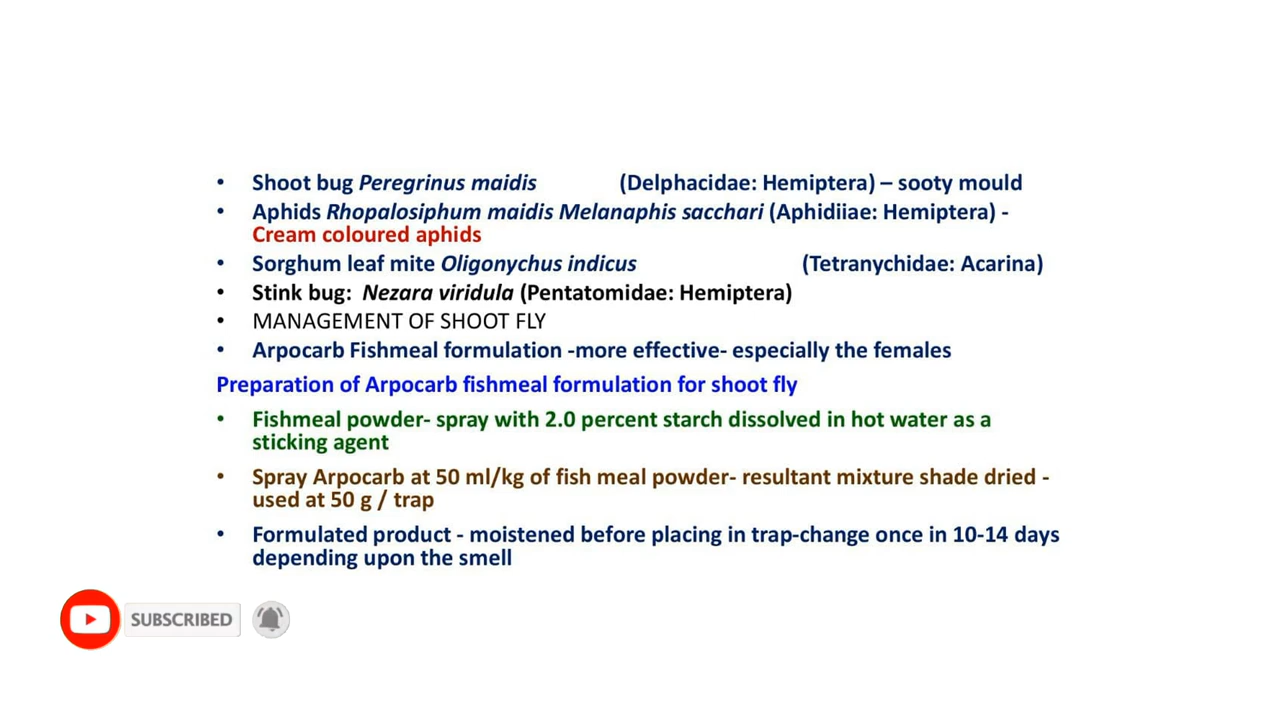 • Shoot bug Peregrinus maidis (Delphacidae: Hemiptera) – sooty mould
• Aphids Rhopalosiphum maidis Melanaphis sacchari (Aphidiiae: Hemiptera) -
Cream coloured aphids
• Sorghum leaf mite Oligonychus indicus (Tetranychidae: Acarina)
• Stink bug: Nezara viridula (Pentatomidae: Hemiptera)
• MANAGEMENT OF SHOOT FLY
• Arpocarb Fishmeal formulation -more effective- especially the females
Preparation of Arpocarb fishmeal formulation for shoot fly
• Fishmeal powder- spray with 2.0 percent starch dissolved in hot water as a
sticking agent
• Spray Arpocarb at 50 ml/kg of fish meal powder- resultant mixture shade dried -
used at 50 g / trap
• Formulated product - moistened before placing in trap-change once in 10-14 days
depending upon the smell
SUBSCRIBED